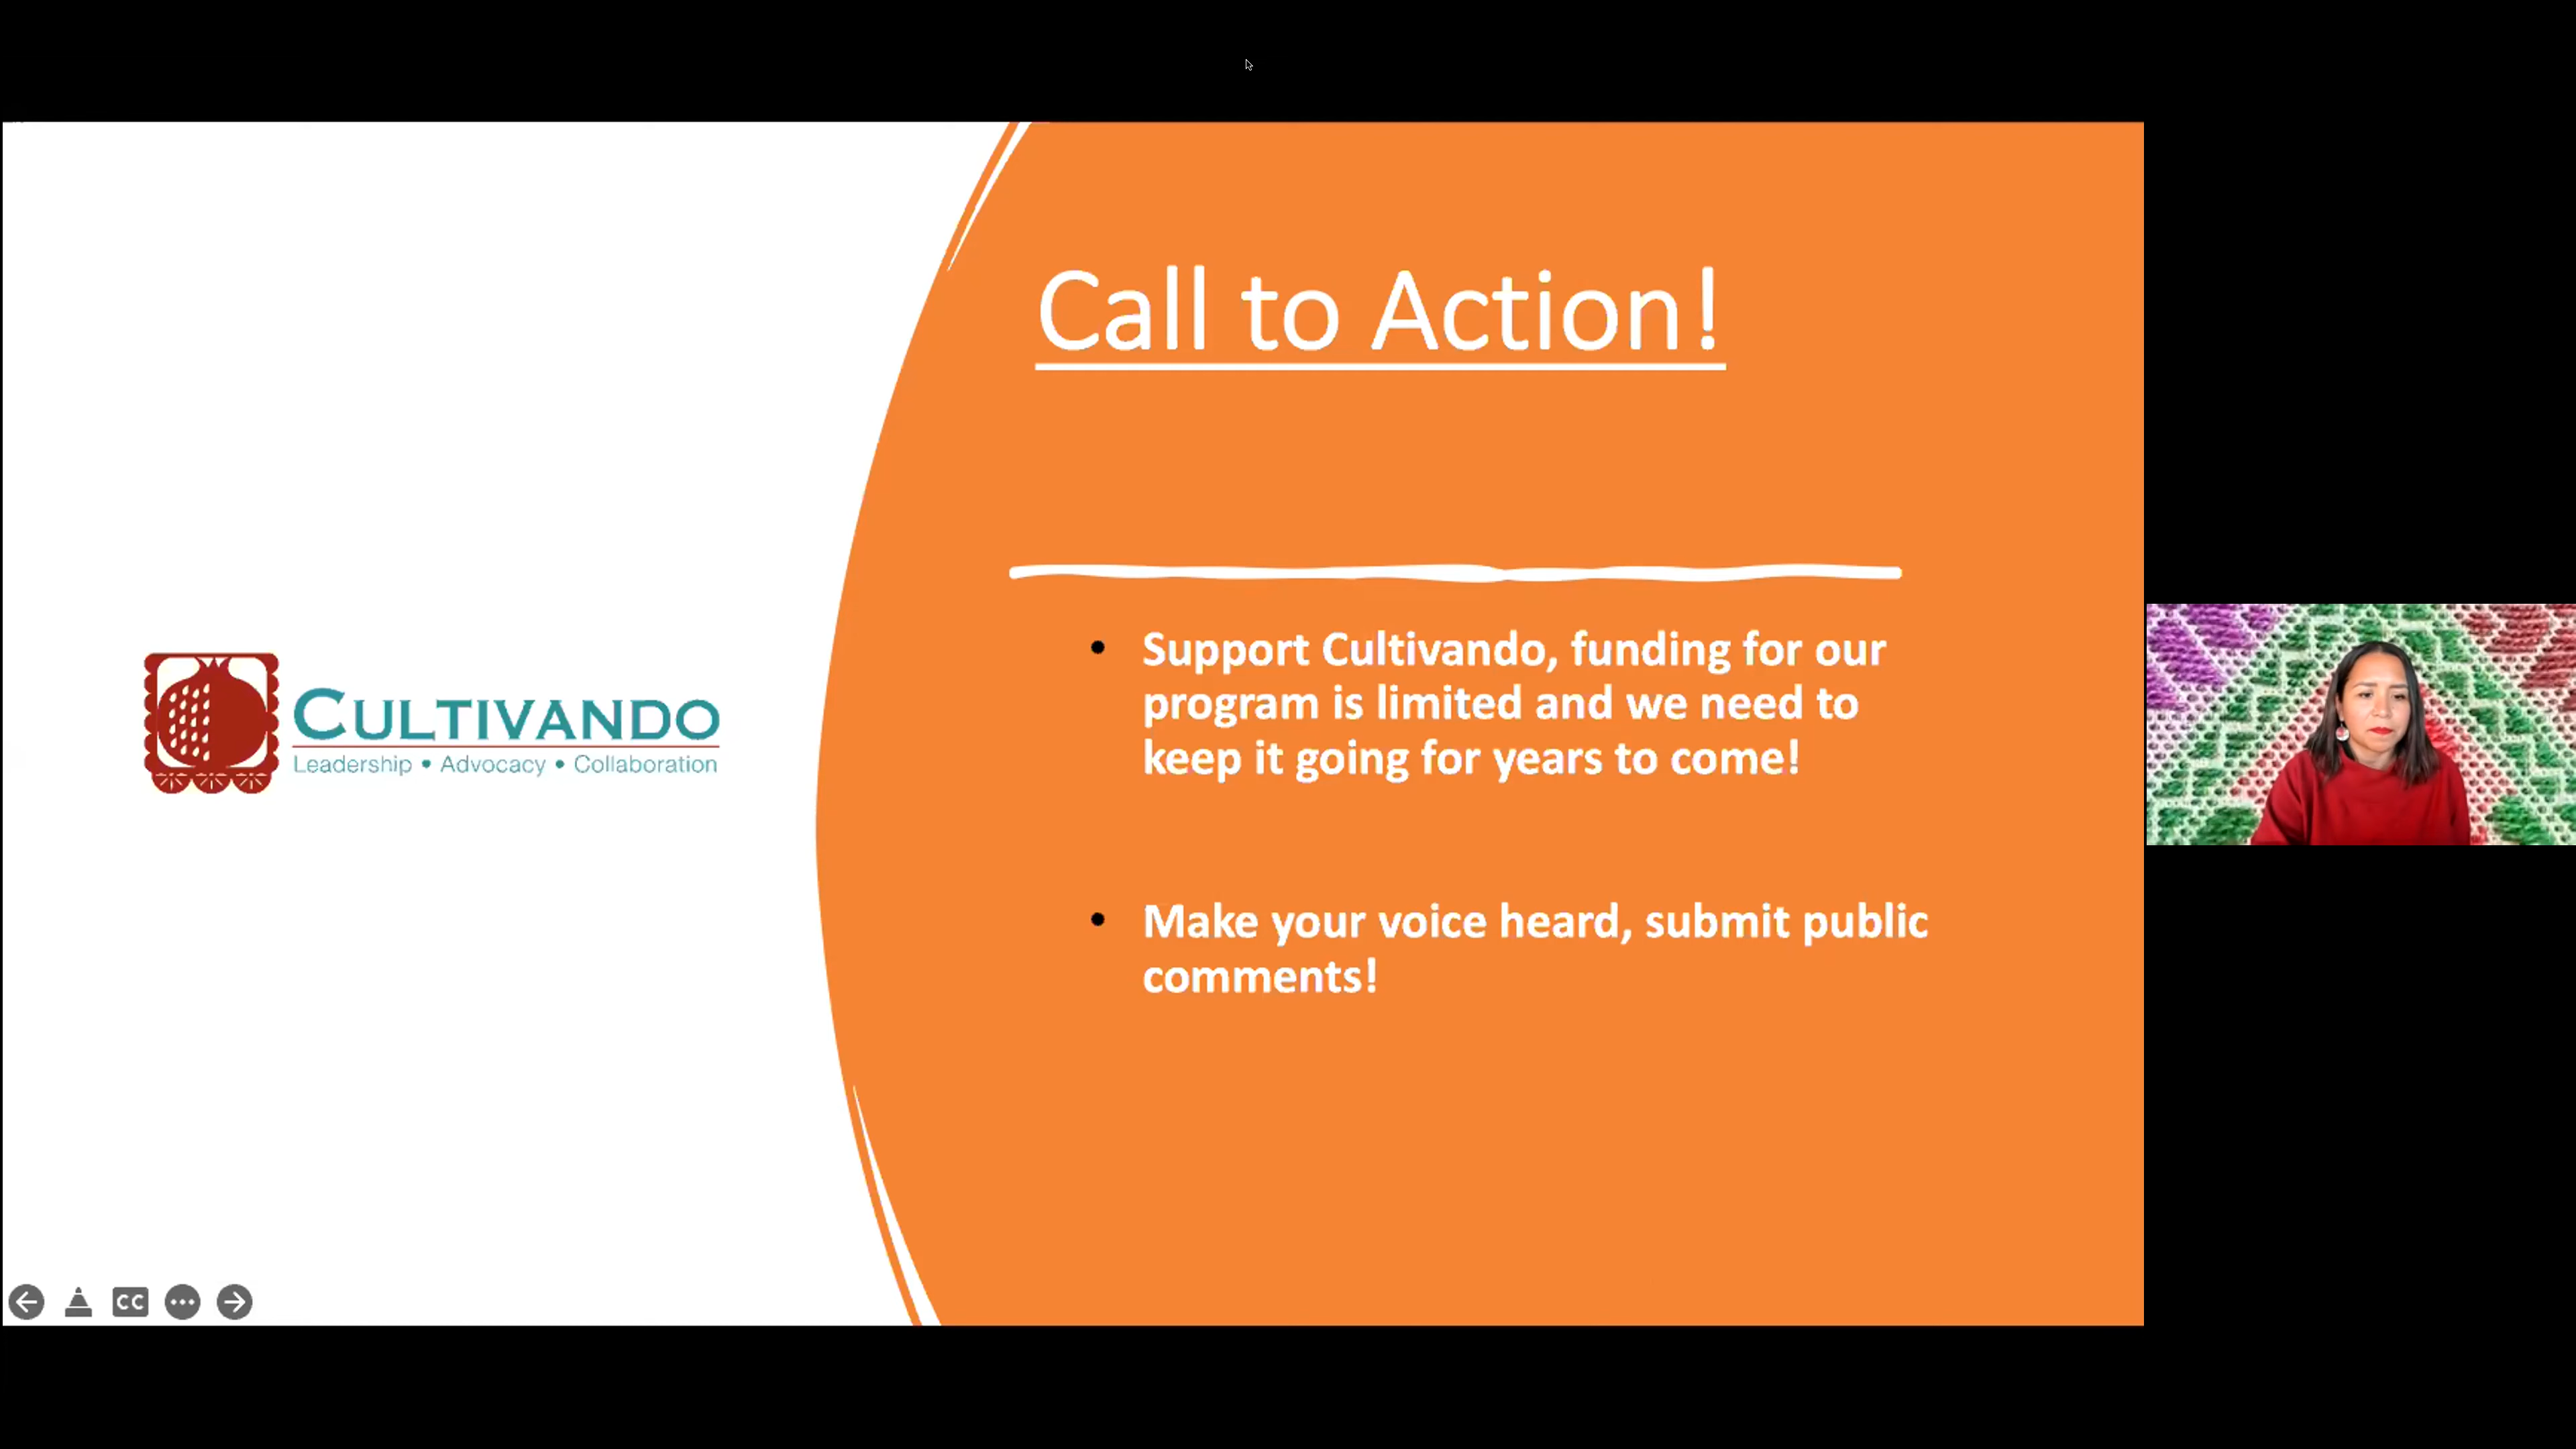 Call to Action!
CULTIVANDO
Leadership • Advocacy • Collaboration
• Support Cultivando, funding for our
program is limited and we need to
keep it going for years to come!
• Make your voice heard, submit public
comments!
CC